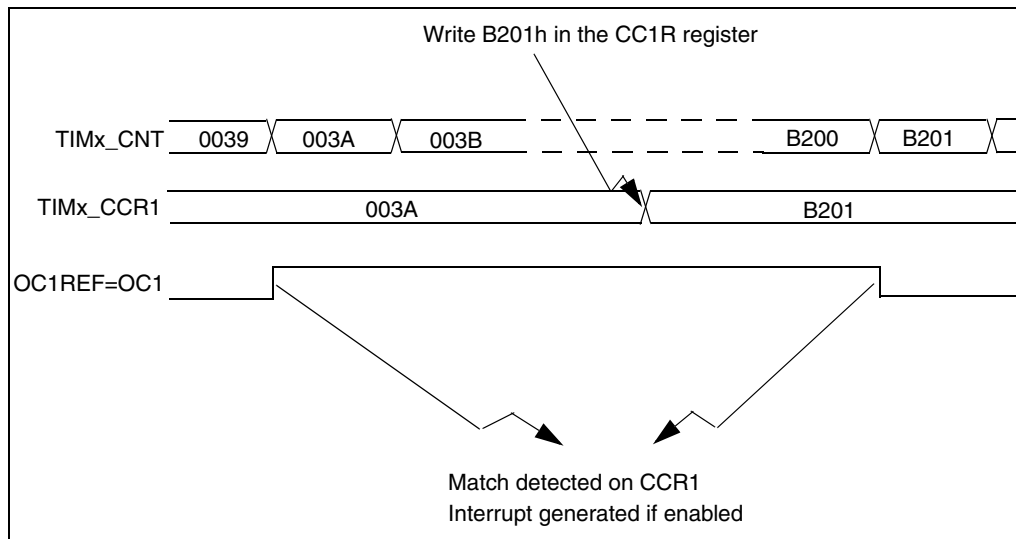 Write B201h in the CC1R register
TIMx_CNT 0039 003A 003B B200 B201
TIMx_CCR1 003A B201
OC1REF=OC1
Match detected on CCR1
Interrupt generated if enabled